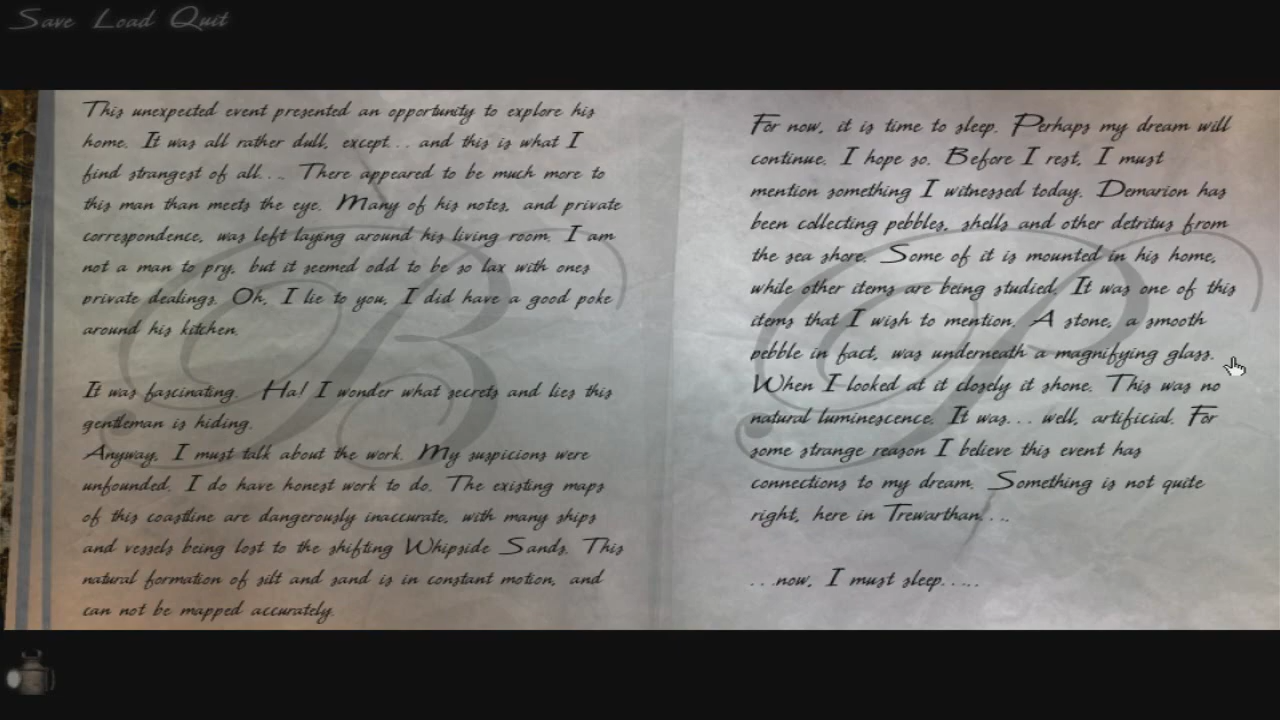 Save Load Quit
This unexpected event presented an opportunity to explore his
home. It was all rather dull, except... and this is what I
find strangest of all.... There appeared to be much more to
this man than meets the eye. Many of his notes, and private
correspondence, was left laying around his living room. I am
not a man to pry, but it seemed odd to be so lax with ones
private dealings. Oh, I lie to you, I did have a good poke
around his kitchen.
It was fascinating. Ha! I wonder what secrets and lies this
gentleman is hiding.
Anyway, I must talk about the work. My suspicions were
unfounded. I do have honest work to do. The existing maps
of this coastline are dangerously inaccurate, with many ships
and vessels being lost to the shifting Whipside Sands. This
natural formation of silt and sand is in constant motion, and
can not be mapped accurately.
For now, it is time to sleep. Perhaps my dream will
continue. I hope so. Before I rest, I must
mention something I witnessed today. Demarion has
been collecting pebbles, shells and other detritus from
the sea shore. Some of it is mounted in his home,
while other items are being studied. It was one of this
items that I wish to mention. A stone, a smooth
pebble in fact, was underneath a magnifying glass.
When I looked at it closely it shone. This was no
natural luminescence. It was... well, artificial. For
some strange reason I believe this event has
connections to my dream. Something is not quite
right, here in Trewarthan....
...now, I must sleep.....
B
P